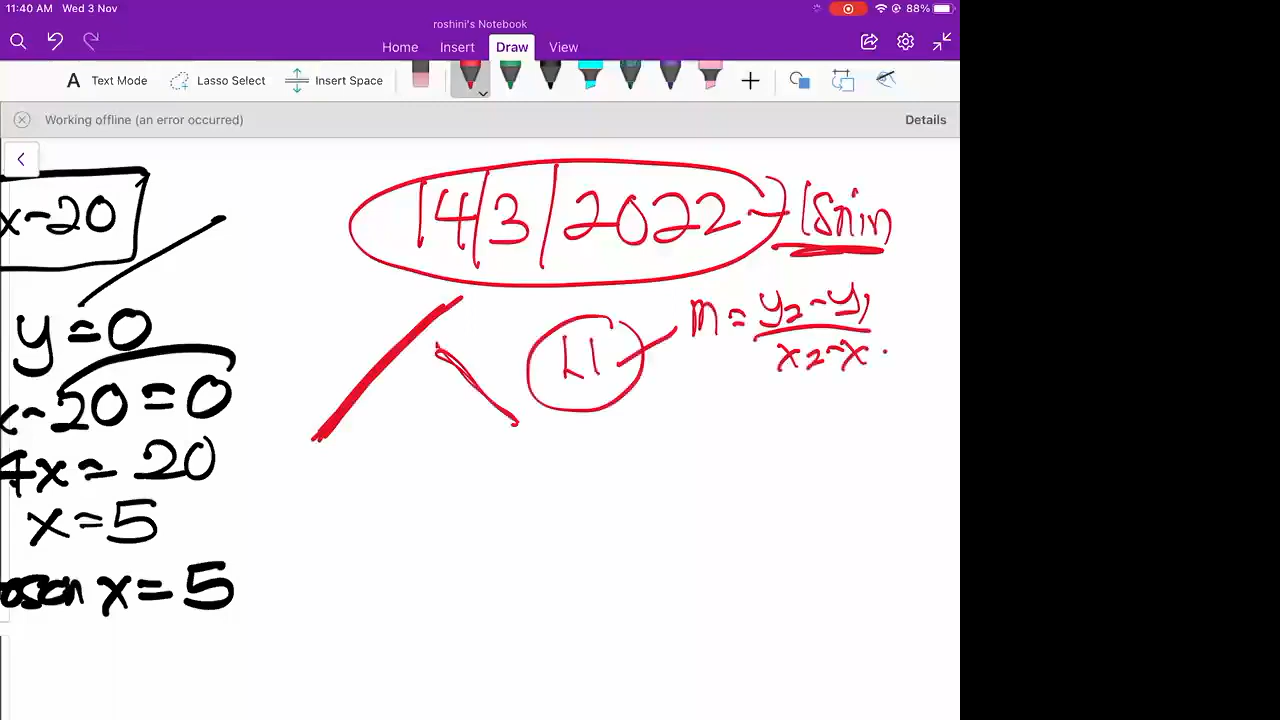 11:40 AM Wed 3 Nov 88%
roshini's Notebook
Home Insert Draw View
A Text Mode Lasso Select Insert Space
Working offline (an error occurred)
Details
x-20
14/3/2022
y=0
L1
m = y₂-y₁
x₂-x
-20=0
4x=20
x=5
x=5